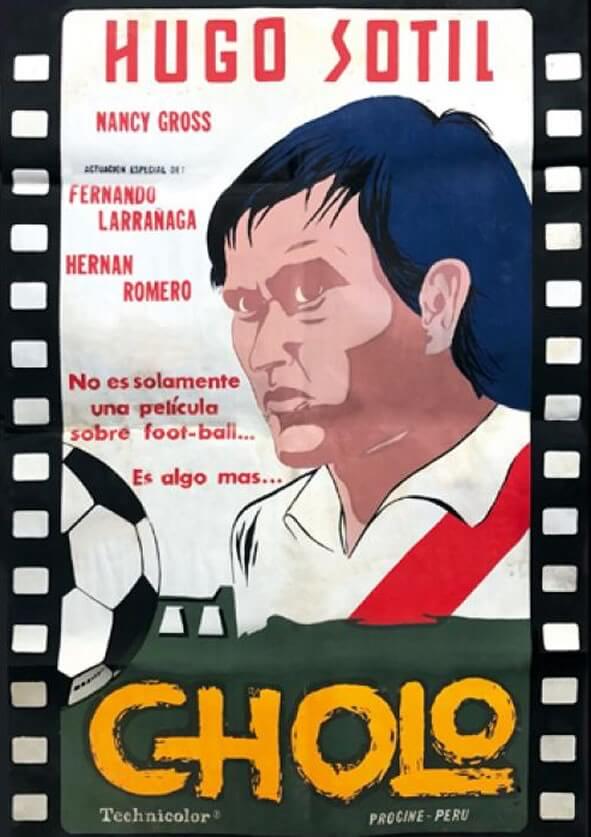 HUGO SOTIL
NANCY GROSS
ACTUACION ESPECIAL DE:
FERNANDO
LARRAÑAGA
HERNAN
ROMERO
No es solamente
una película
sobre foot-ball...
Es algo mas...
CHOLO
Technicolor®
PROCINE - PERU